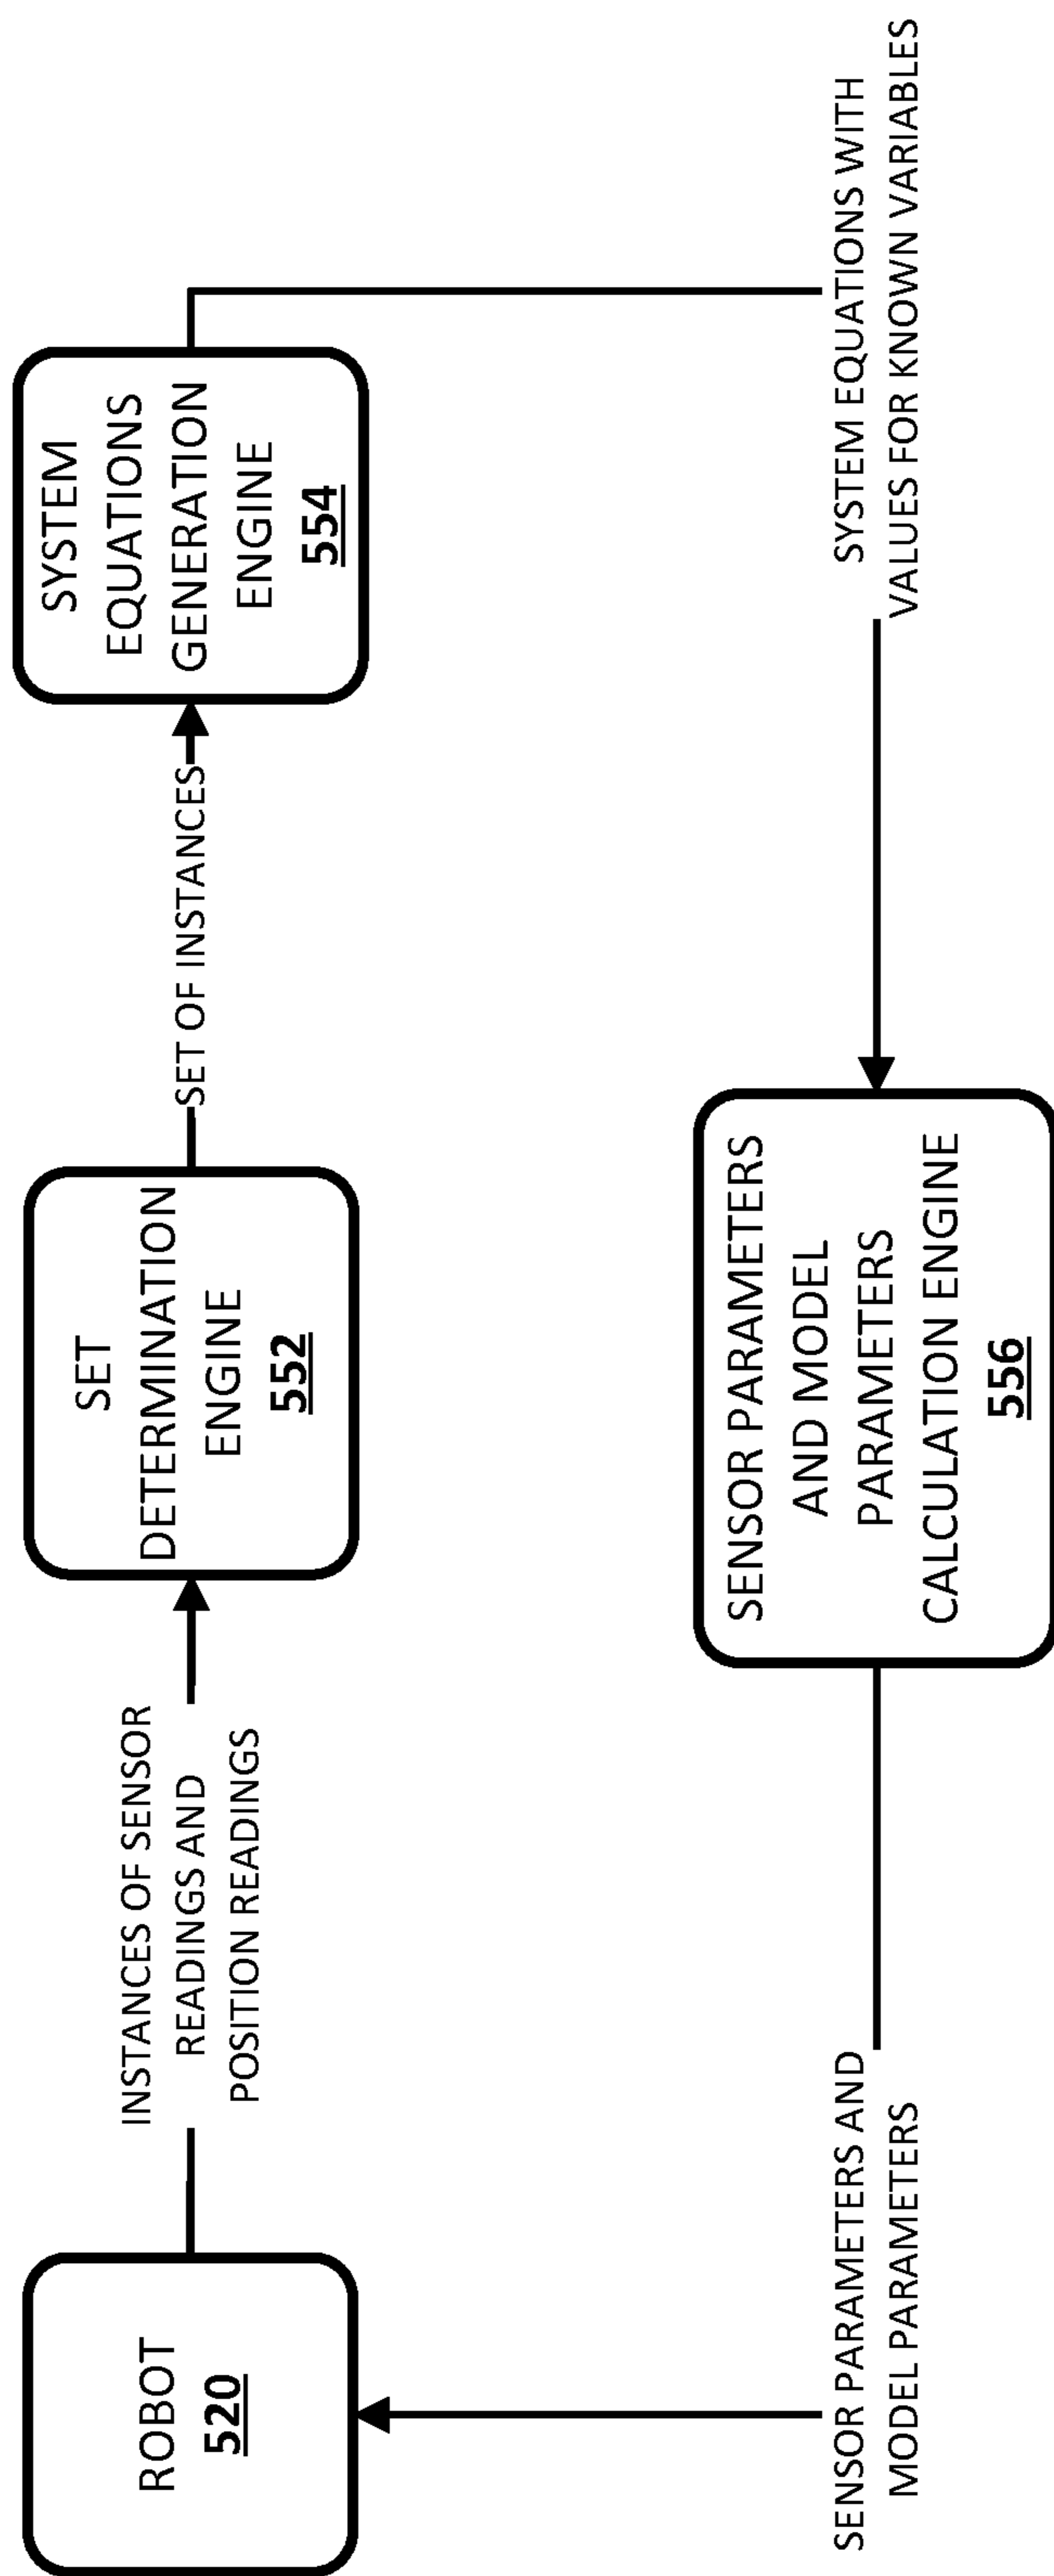 ROBOT
520
INSTANCES OF SENSOR
READINGS AND
POSITION READINGS
SET
DETERMINATION
ENGINE
552
SET OF INSTANCES
SYSTEM
EQUATIONS
GENERATION
ENGINE
554
SYSTEM EQUATIONS WITH
VALUES FOR KNOWN VARIABLES
SENSOR PARAMETERS
AND MODEL
PARAMETERS
CALCULATION ENGINE
556
SENSOR PARAMETERS AND
MODEL PARAMETERS